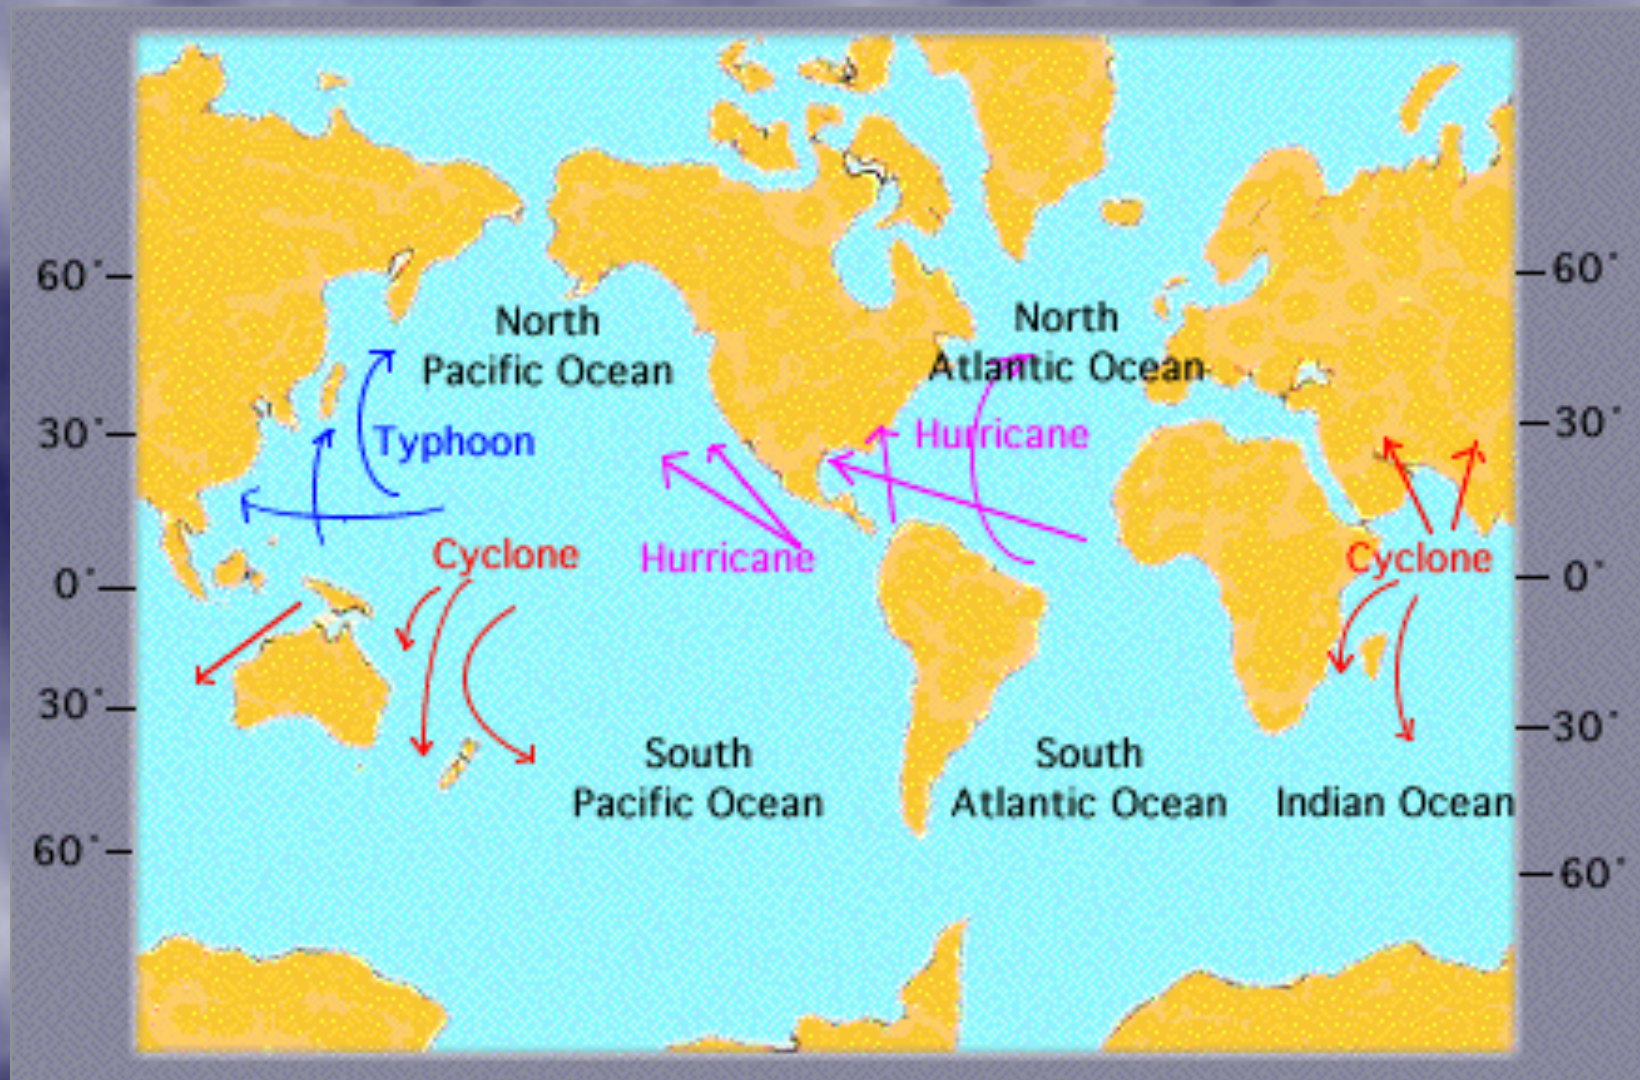 60°
60°
North
Pacific Ocean
North
Atlantic Ocean
30°
Typhoon
Hurricane
30°
Cyclone
Hurricane
Cyclone
0°
0°
30°
30°
South
Pacific Ocean
South
Atlantic Ocean
Indian Ocean
60°
60°